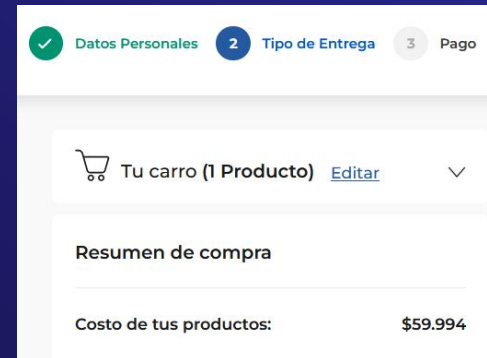 Datos Personales 2 Tipo de Entrega 3 Pago
Tu carro (1 Producto) Editar
Resumen de compra
Costo de tus productos: $59.994